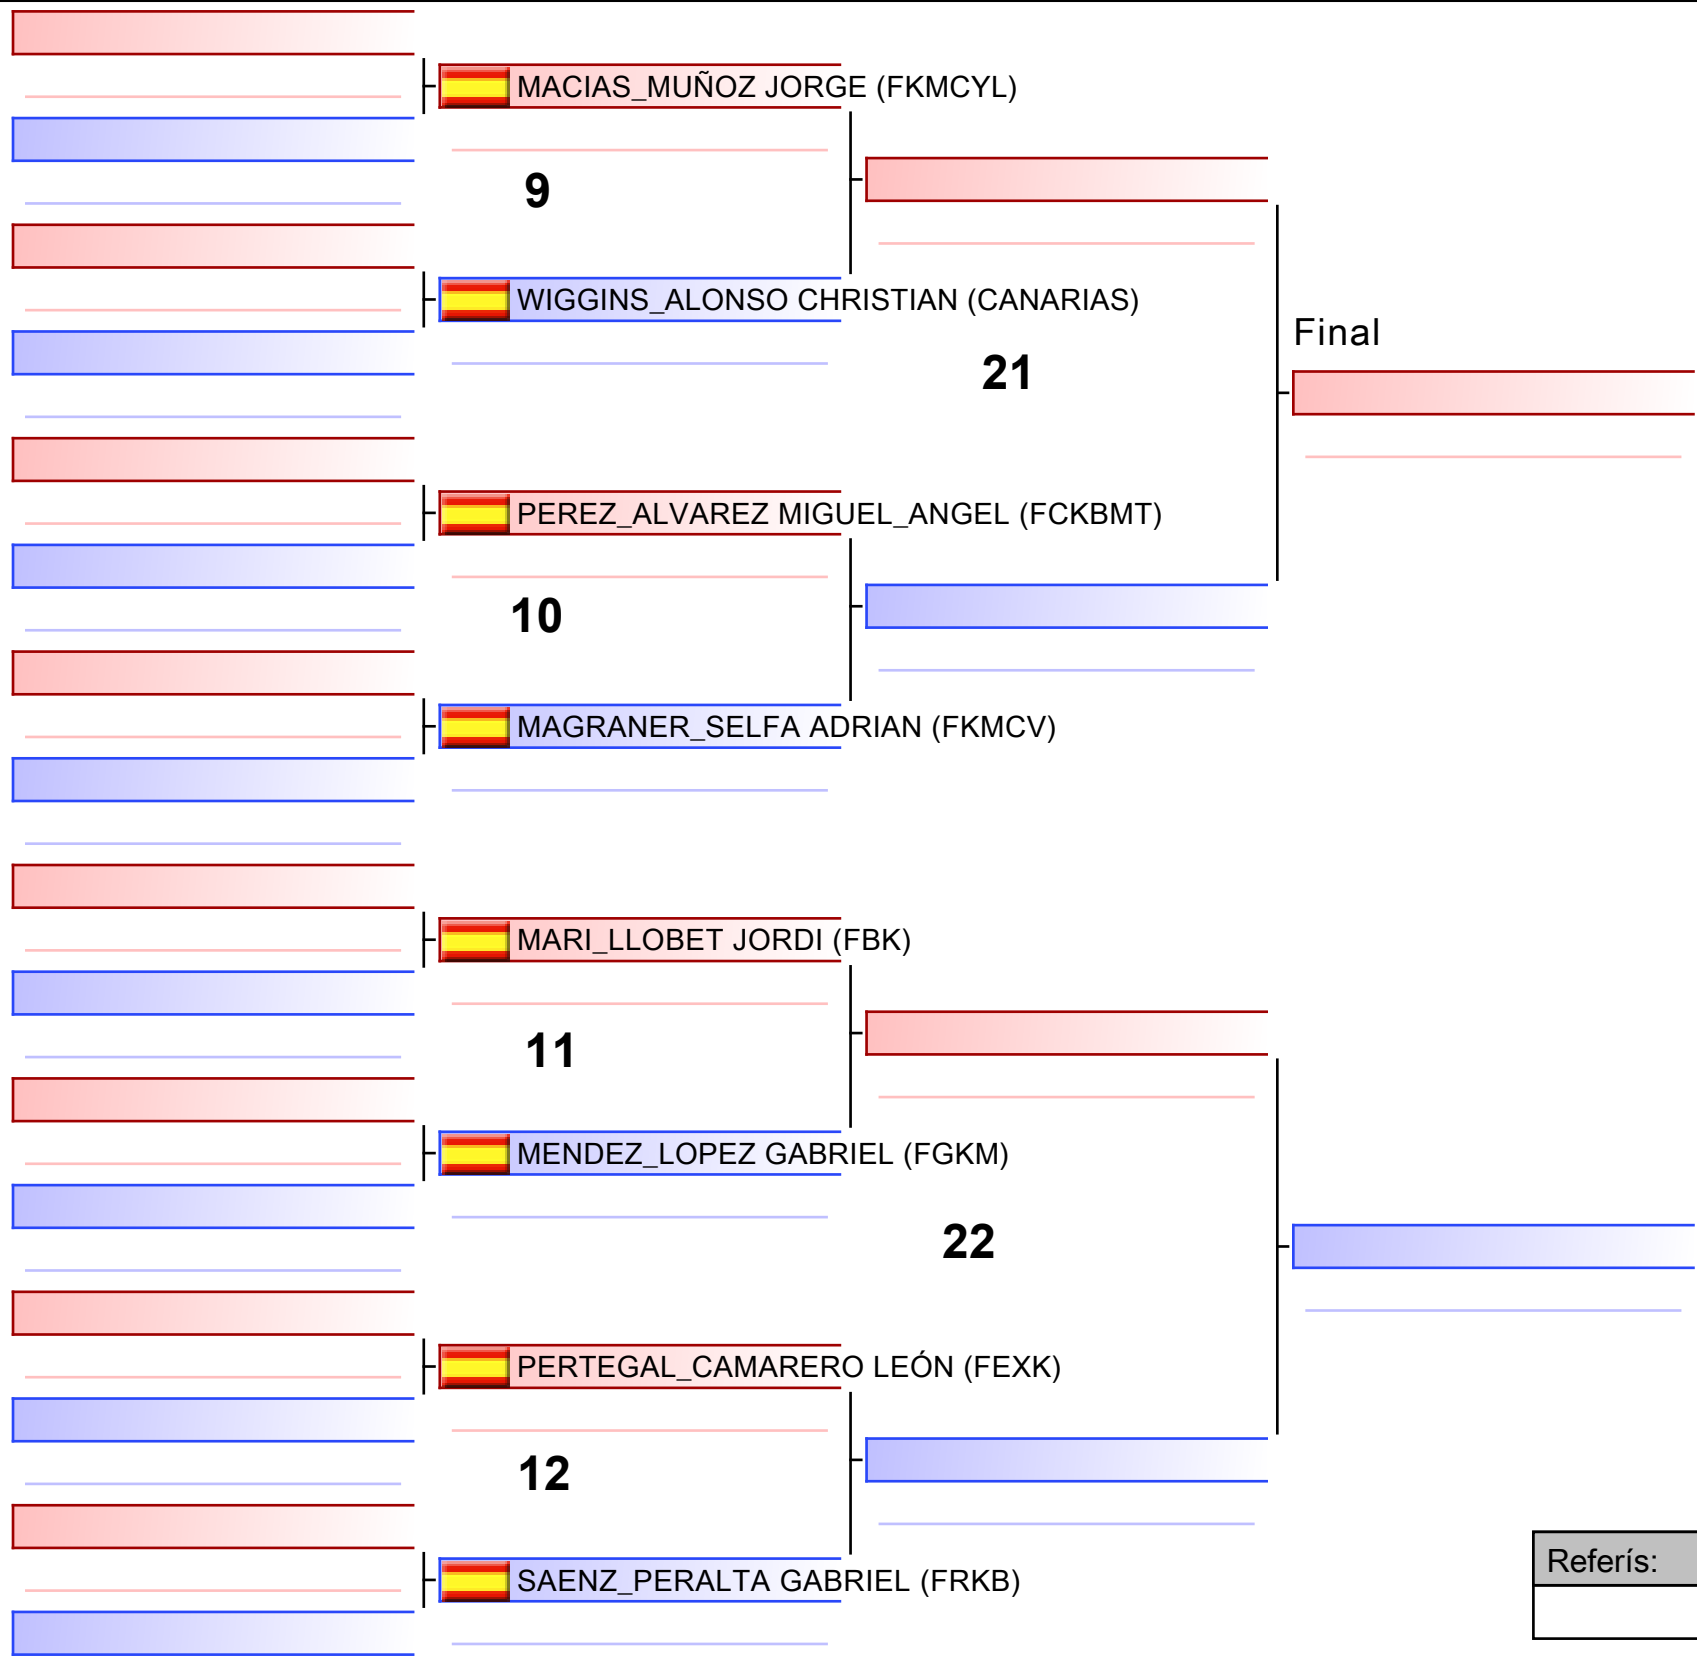 MACIAS_MUÑOZ JORGE (FKMCYL)
9
WIGGINS_ALONSO CHRISTIAN (CANARIAS)
Final
21
PEREZ_ALVAREZ MIGUEL_ANGEL (FCKBMT)
10
MAGRANER_SELFA ADRIAN (FKMCV)
MARI_LLOBET JORDI (FBK)
11
MENDEZ_LOPEZ GABRIEL (FGKM)
22
PERTEGAL_CAMARERO LEÓN (FEXK)
12
SAENZ_PERALTA GABRIEL (FRKB)
Referís: